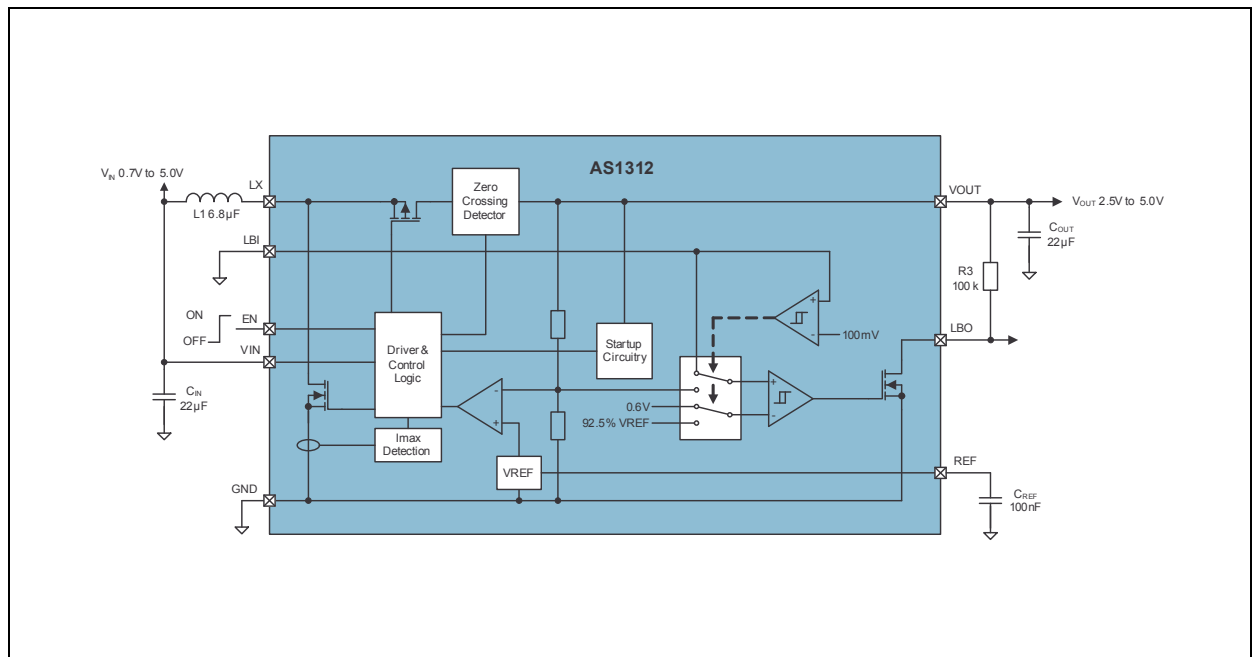 AS1312
VIN 0.7V to 5.0V
LX
L1 6.8µF
Zero
Crossing
Detector
VOUT
VOUT 2.5V to 5.0V
COUT
22µF
LBI
R3
100 k
ON
OFF
EN
VIN
Driver &
Control
Logic
Startup
Circuitry
+
-
100mV
LBO
CIN
22µF
-
+
0.6V
92.5% VREF
+
-
Imax
Detection
VREF
REF
GND
CREF
100nF